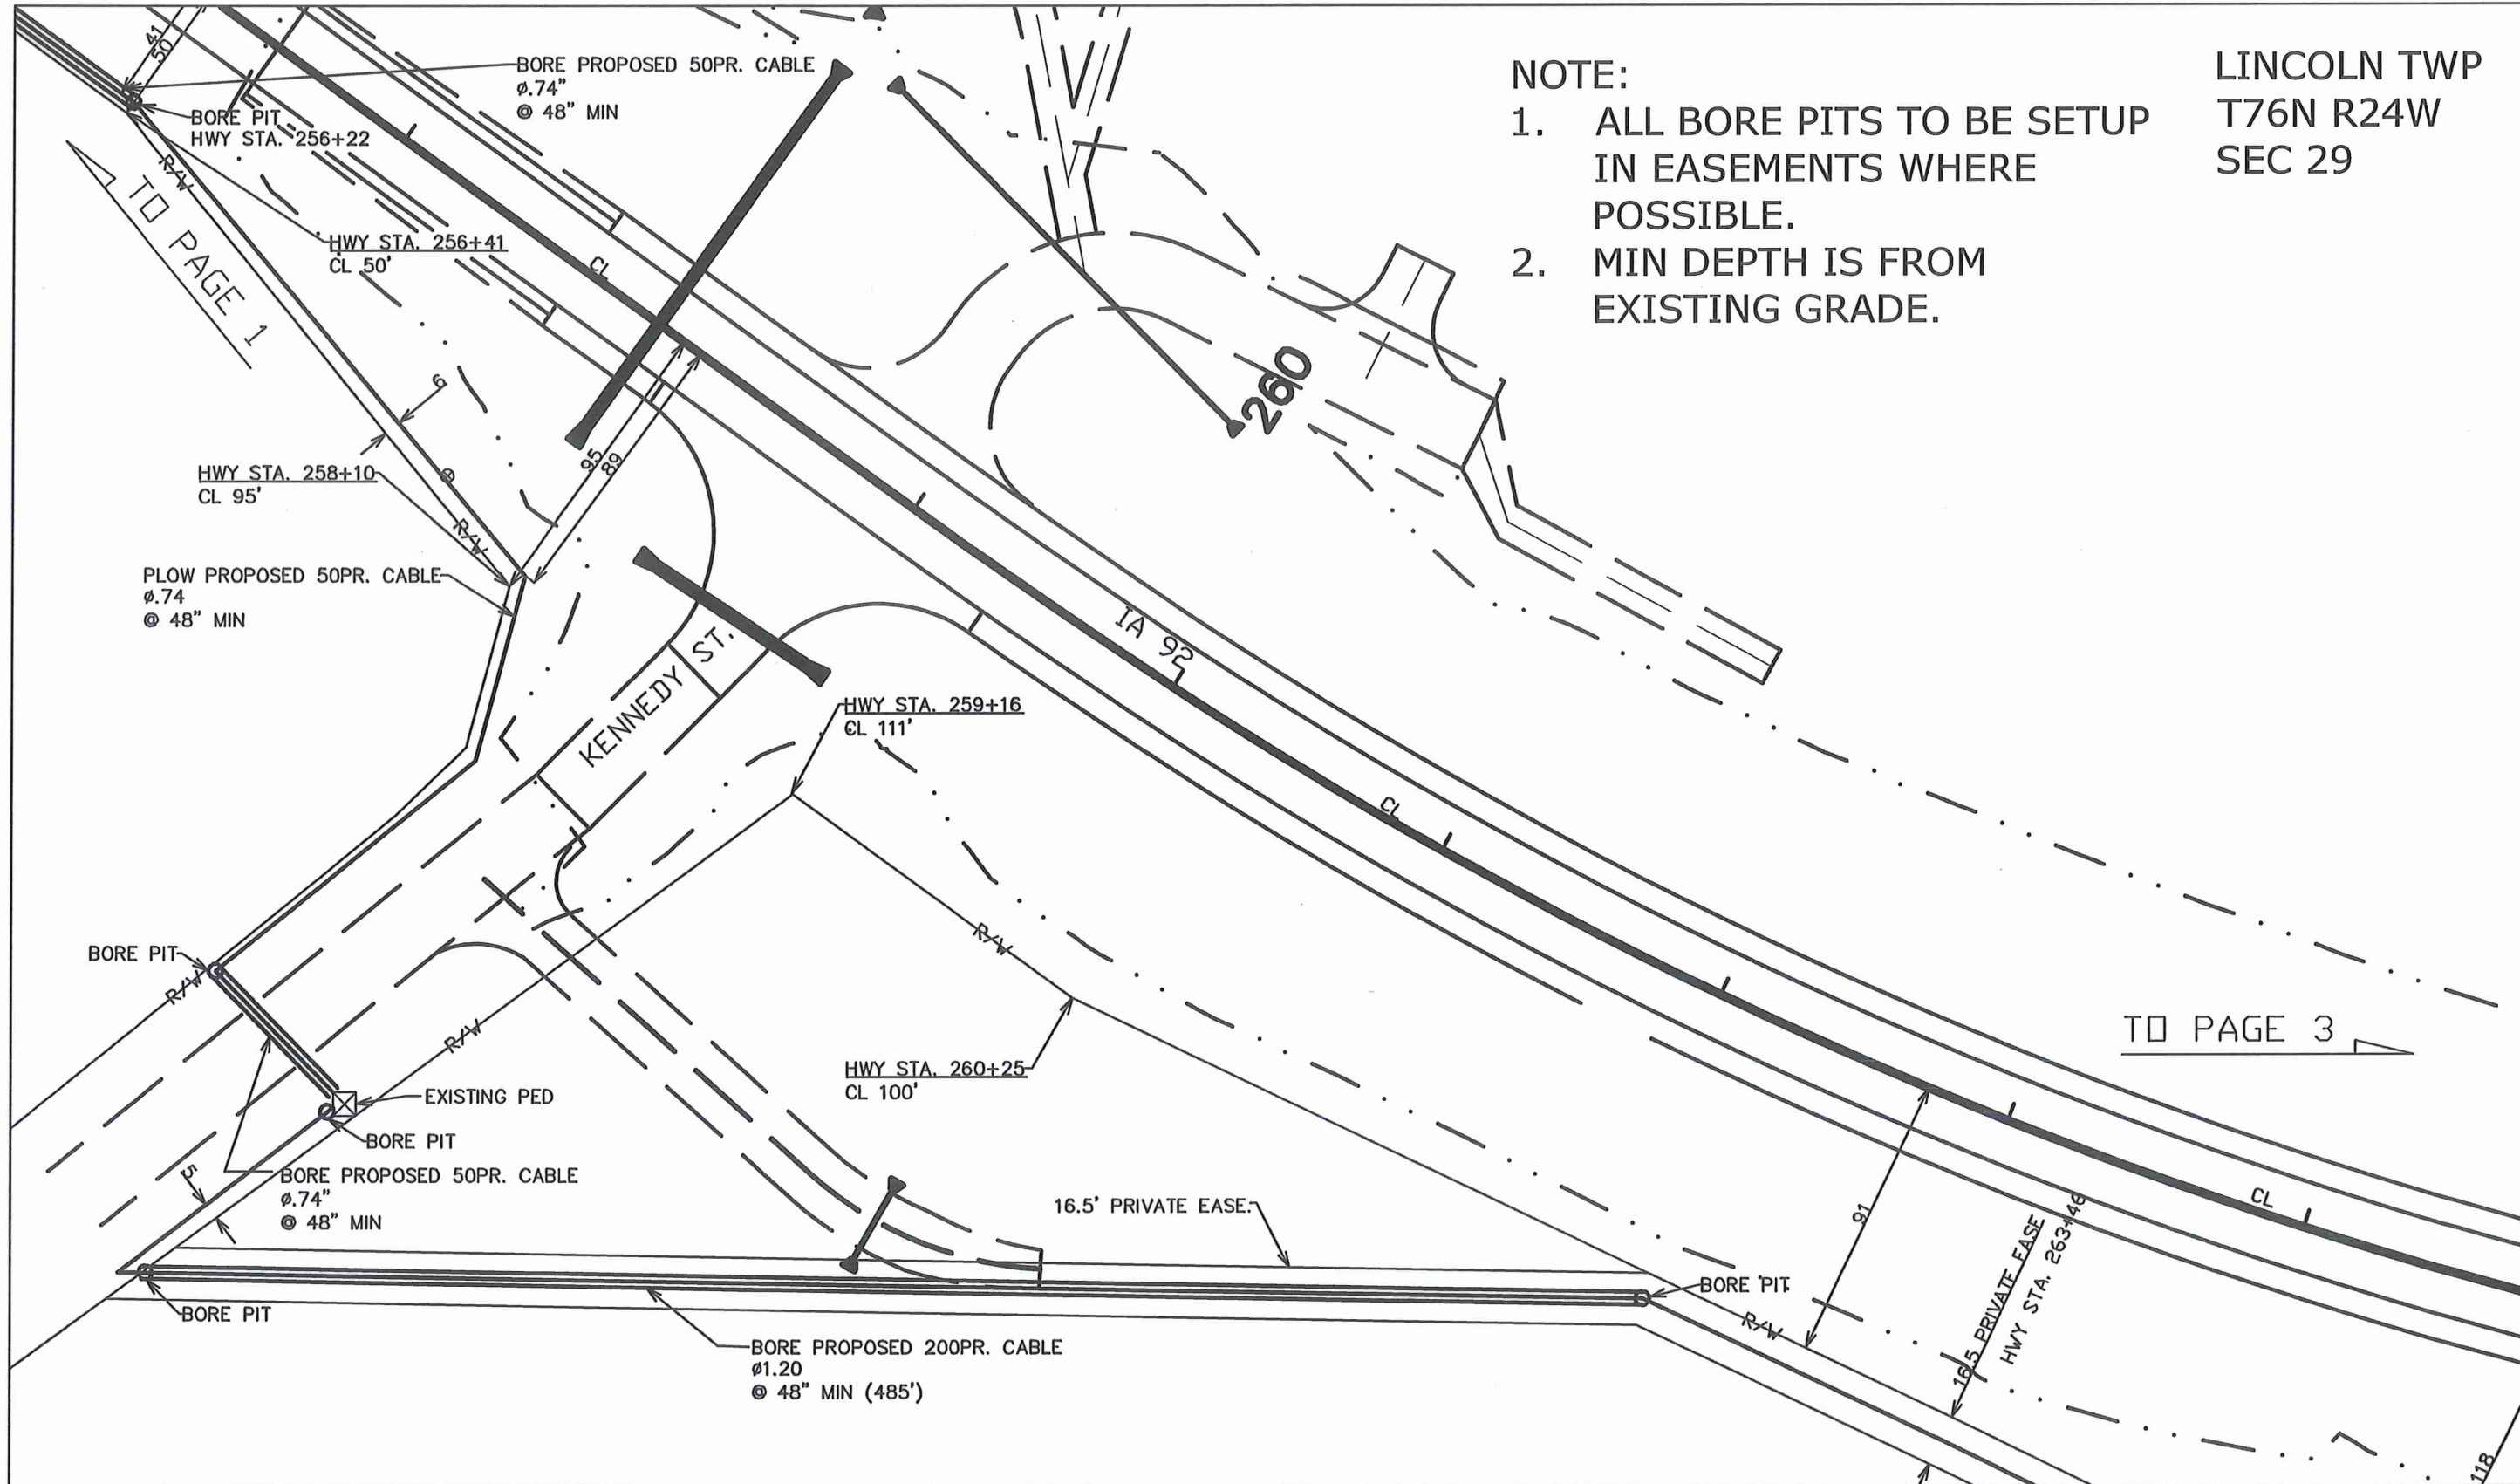 NOTE:
1. ALL BORE PITS TO BE SETUP
IN EASEMENTS WHERE
POSSIBLE.
2. MIN DEPTH IS FROM
EXISTING GRADE.
LINCOLN TWP
T76N R24W
SEC 29
41
50
BORE PROPOSED 50PR. CABLE
ø.74"
@ 48" MIN
BORE PIT
HWY STA. 256+22
R/W
TO PAGE 1
HWY STA. 256+41
CL 50'
CL
6
95
89
260
HWY STA. 258+10
CL 95'
R/W
PLOW PROPOSED 50PR. CABLE
ø.74
@ 48" MIN
IA 92
KENNEDY ST.
HWY STA. 259+16
CL 111'
CL
R/W
BORE PIT
R/W
R/W
TO PAGE 3
HWY STA. 260+25
CL 100'
EXISTING PED
BORE PIT
BORE PROPOSED 50PR. CABLE
ø.74"
@ 48" MIN
5
16.5' PRIVATE EASE.
91
16.5 PRIVATE EASE
HWY STA. 263+46
CL
BORE PIT
BORE PIT
R/W
BORE PROPOSED 200PR. CABLE
ø1.20
@ 48" MIN (485')
118